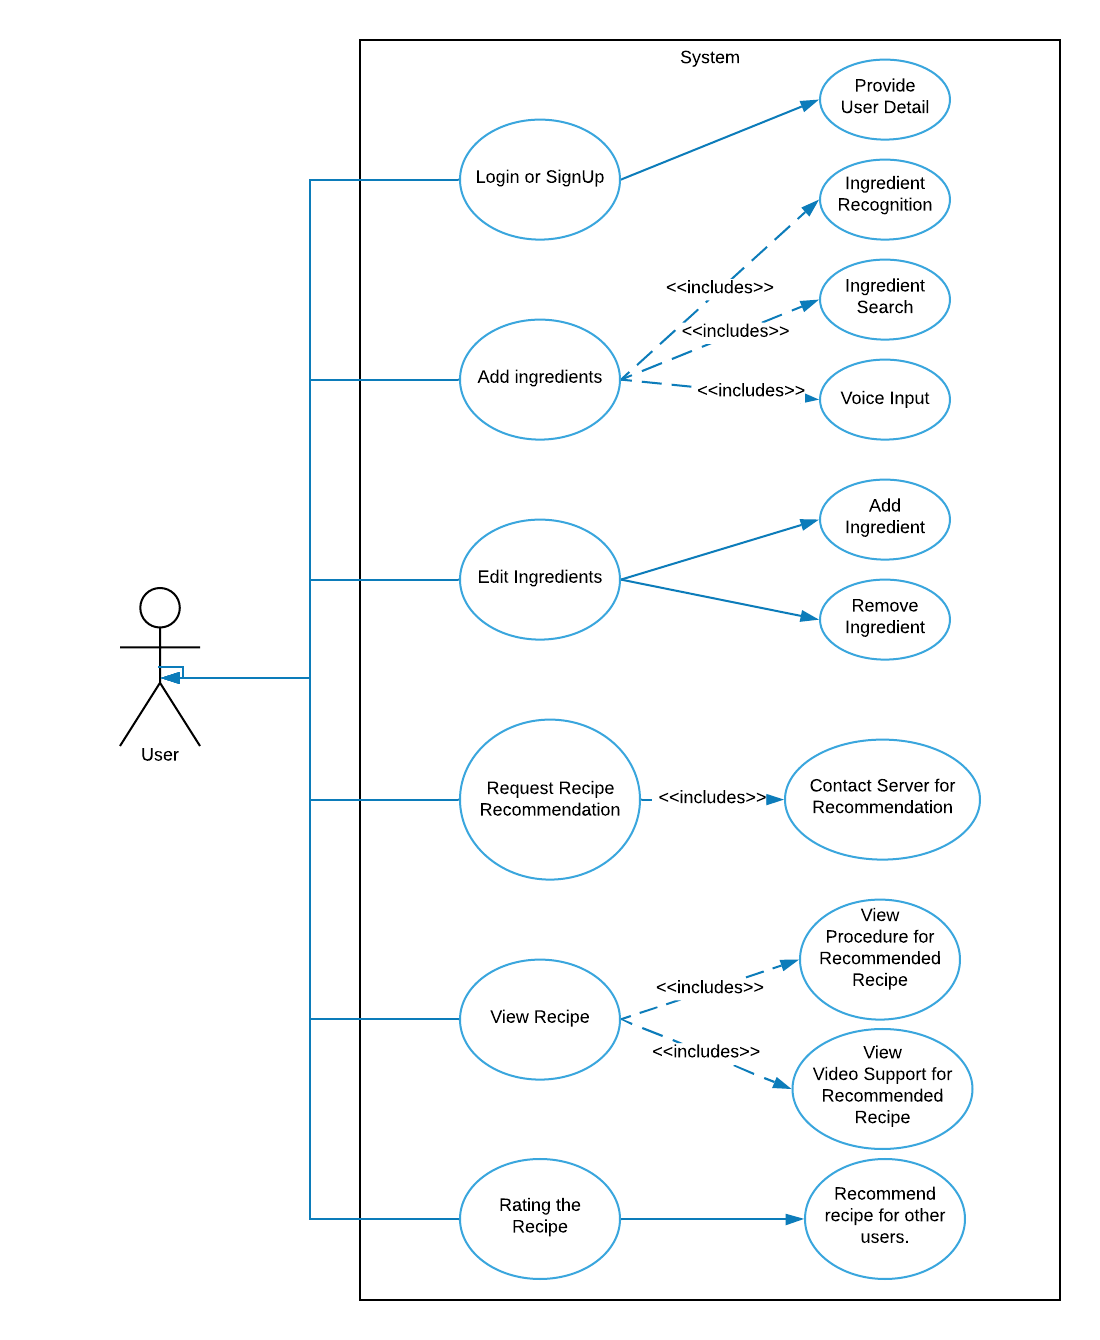 System
Provide
User Detail
Login or SignUp
Ingredient
Recognition
<<includes>>
Ingredient
Search
<<includes>>
Add ingredients
<<includes>>
Voice Input
Add
Ingredient
Edit Ingredients
Remove
Ingredient
User
Request Recipe
Recommendation
<<includes>>
Contact Server for
Recommendation
View
Procedure for
Recommended
Recipe
<<includes>>
View Recipe
<<includes>>
View
Video Support for
Recommended
Recipe
Rating the
Recipe
Recommend
recipe for other
users.